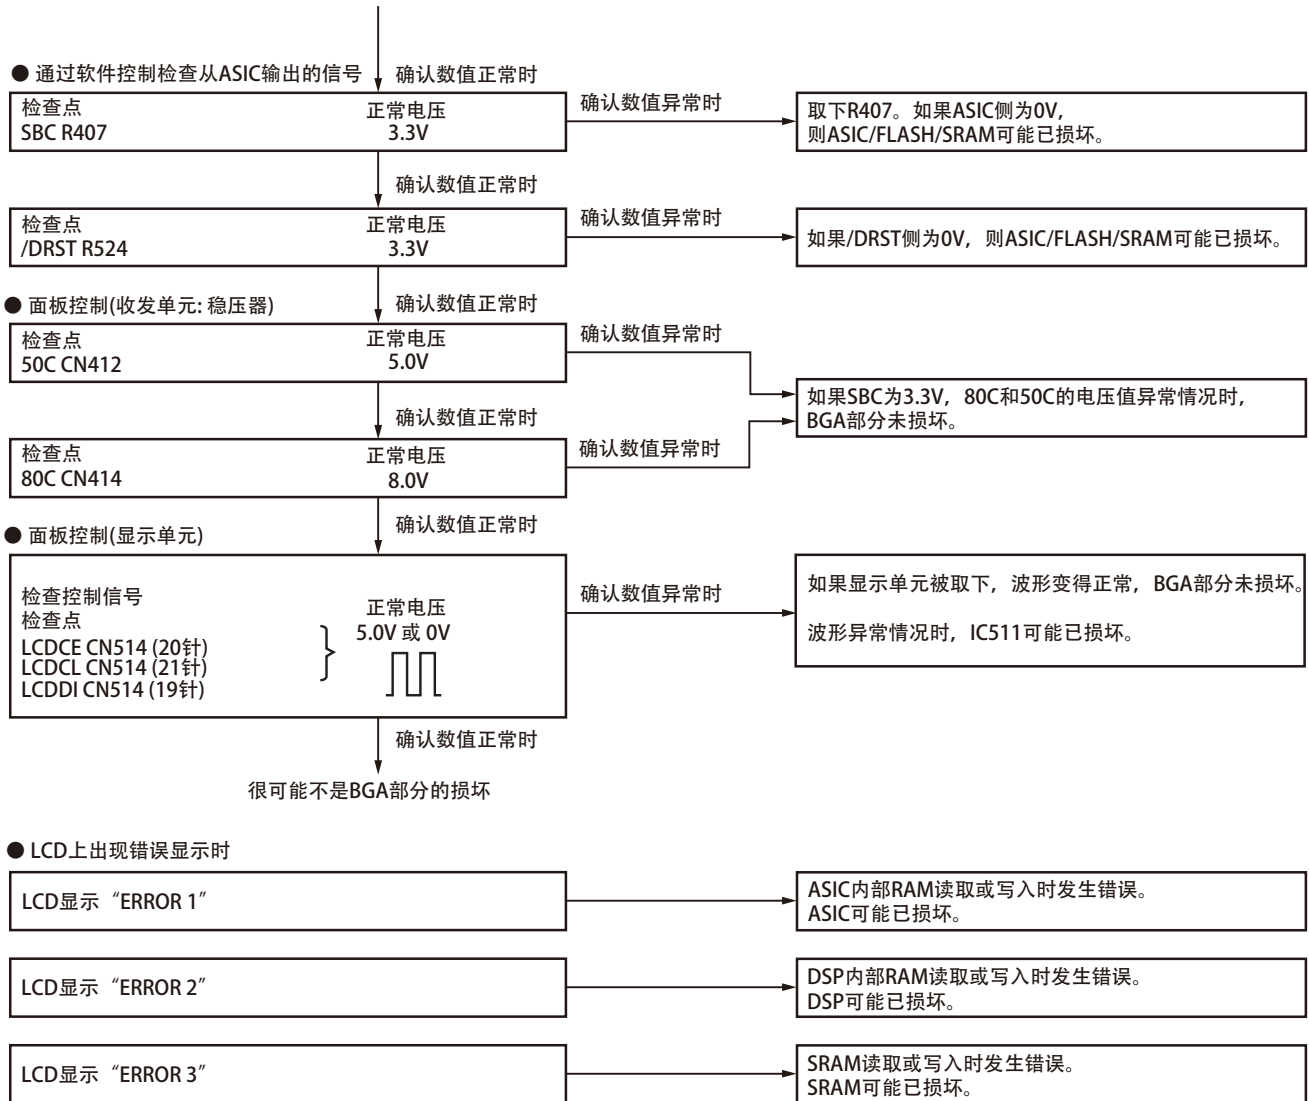 ● 通过软件控制检查从ASIC输出的信号
确认数值正常时
检查点 正常电压
SBC R407 3.3V
确认数值异常时
取下R407。如果ASIC侧为0V,
则ASIC/FLASH/SRAM可能已损坏。
确认数值正常时
检查点 正常电压
/DRST R524 3.3V
确认数值异常时
如果/DRST侧为0V, 则ASIC/FLASH/SRAM可能已损坏。
● 面板控制(收发单元: 稳压器)
确认数值正常时
检查点 正常电压
50C CN412 5.0V
确认数值异常时
如果SBC为3.3V, 80C和50C的电压值异常情况时,
BGA部分未损坏。
确认数值正常时
检查点 正常电压
80C CN414 8.0V
确认数值异常时
● 面板控制(显示单元)
确认数值正常时
检查控制信号
检查点
LCDCE CN514 (20针)
LCDCL CN514 (21针)
LCDDI CN514 (19针)
正常电压
5.0V 或 0V
确认数值异常时
如果显示单元被取下, 波形变得正常, BGA部分未损坏。
波形异常情况时, IC511可能已损坏。
确认数值正常时
很可能不是BGA部分的损坏
● LCD上出现错误显示时
LCD显示 “ERROR 1”
ASIC内部RAM读取或写入时发生错误。
ASIC可能已损坏。
LCD显示 “ERROR 2”
DSP内部RAM读取或写入时发生错误。
DSP可能已损坏。
LCD显示 “ERROR 3”
SRAM读取或写入时发生错误。
SRAM可能已损坏。